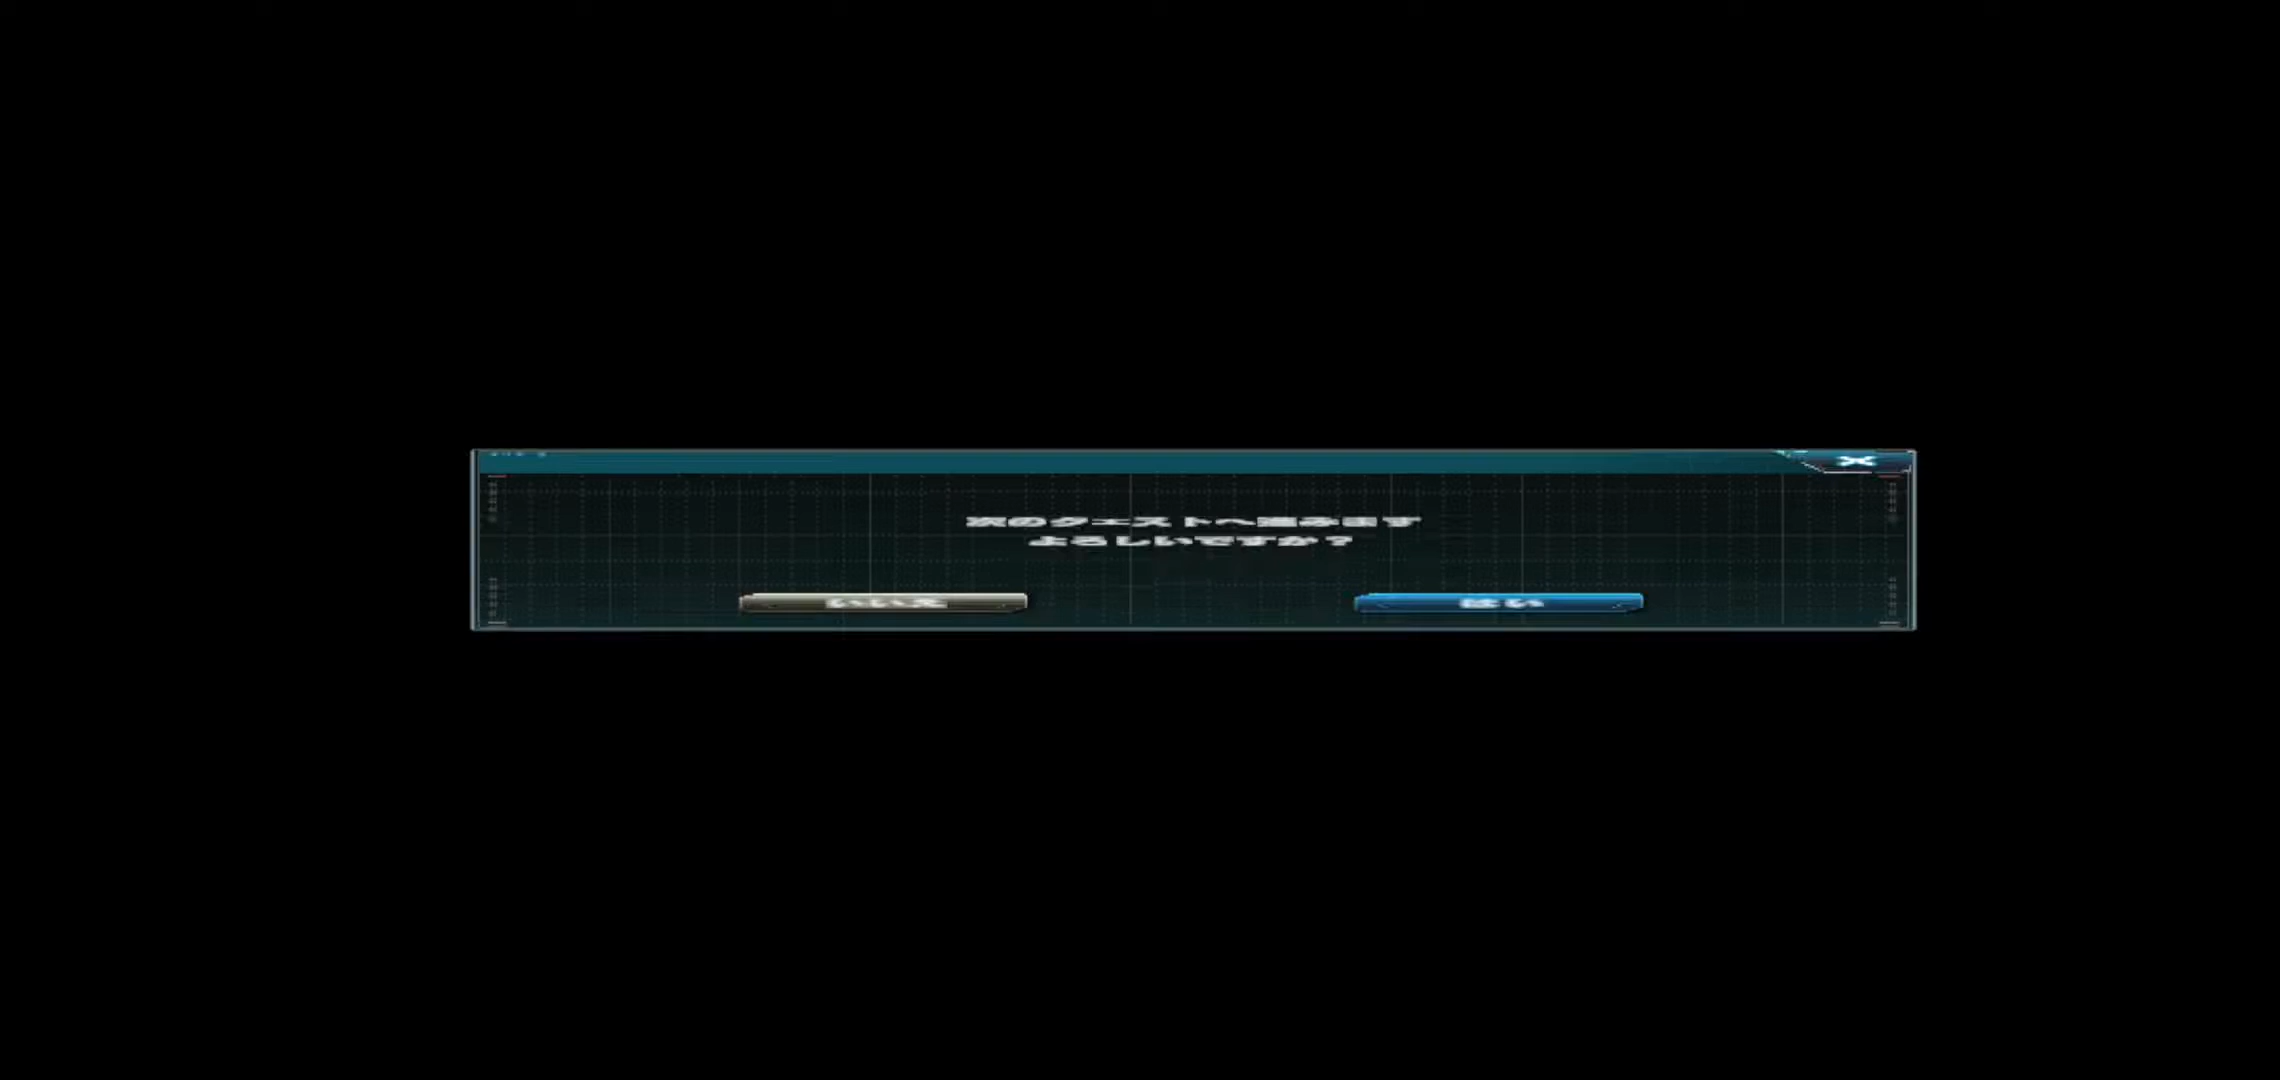 次のクエストへ進みます
よろしいですか？
いいえ
はい